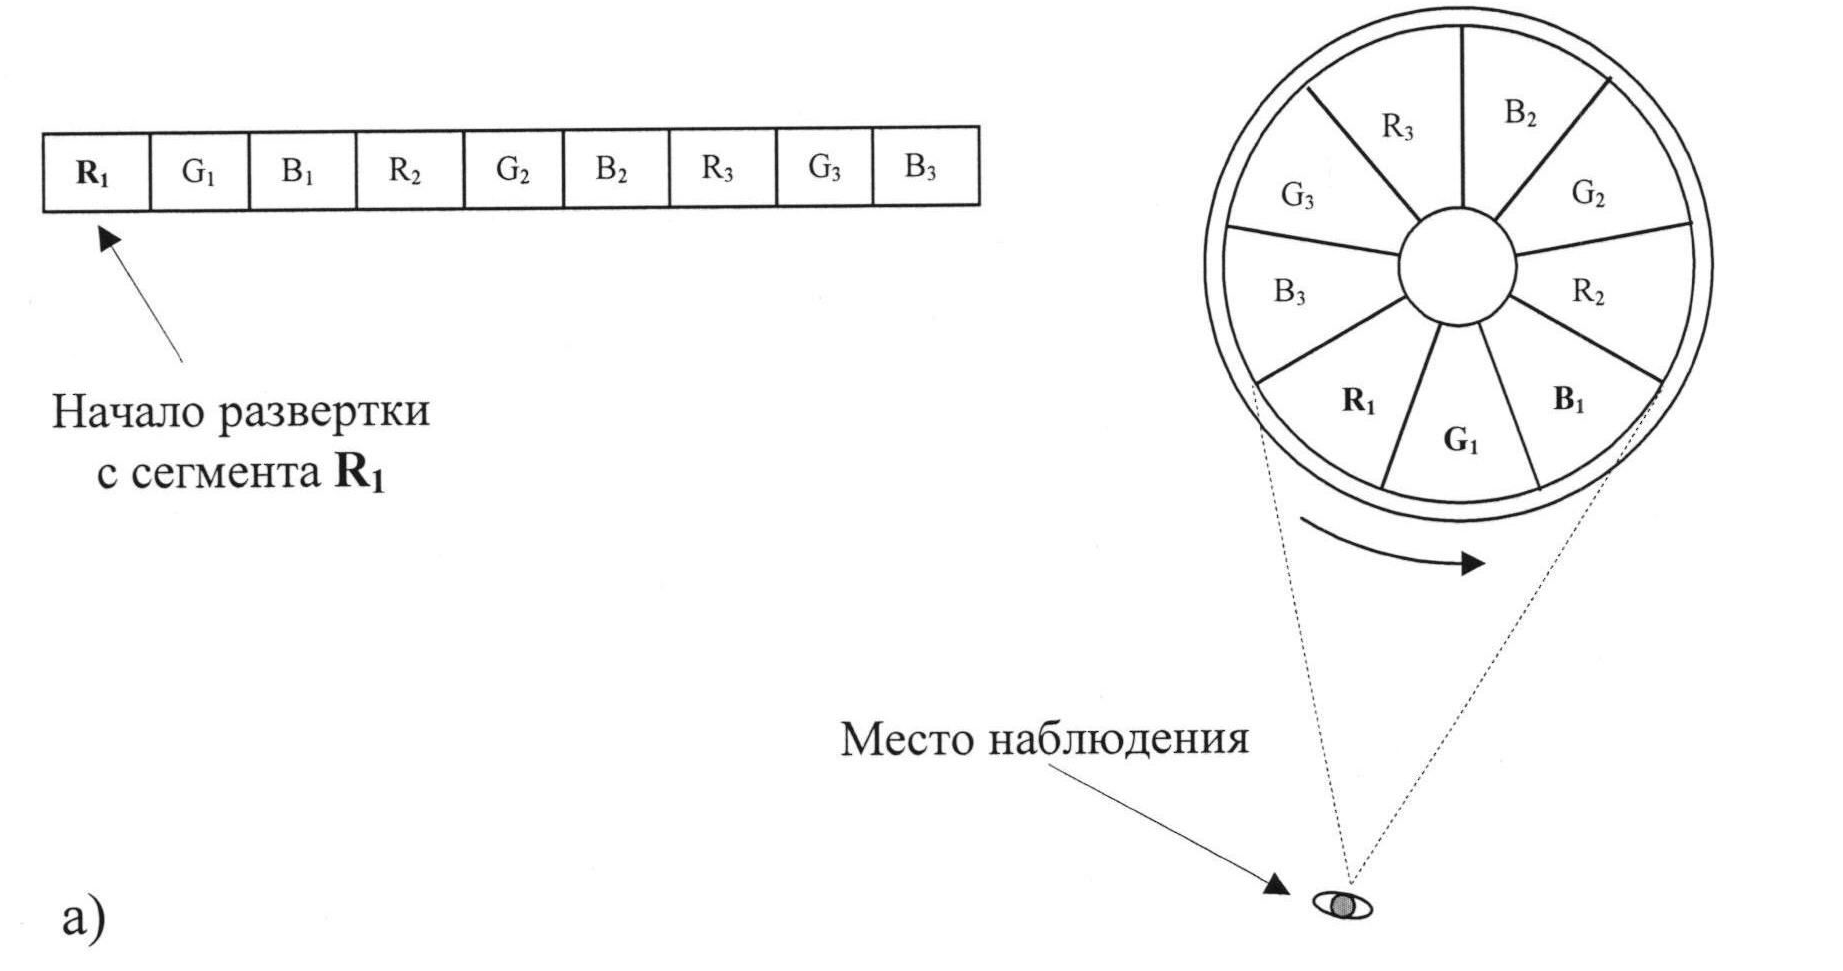 R₁ G₁ B₁ R₂ G₂ B₂ R₃ G₃ B₃
Начало развертки
с сегмента R₁
R₃ B₂
G₃ G₂
B₃ R₂
R₁ B₁
G₁
Место наблюдения
а)